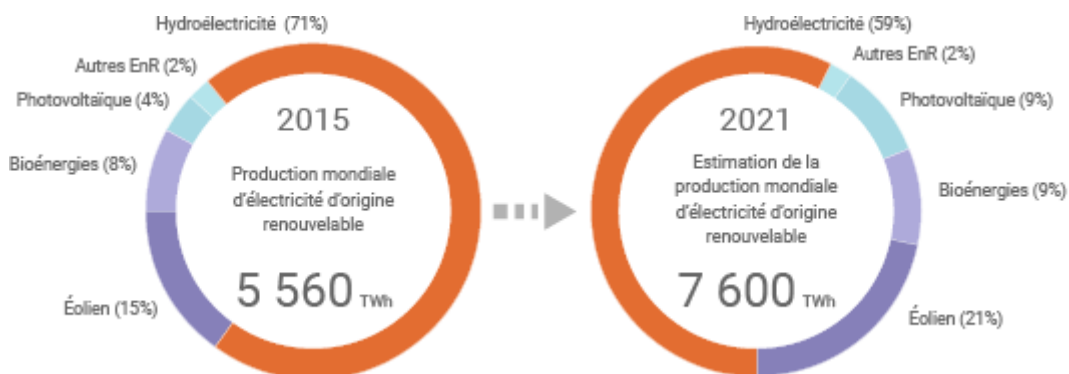 Hydroélectricité (71%)
Autres EnR (2%)
Photovoltaïque (4%)
Bioénergies (8%)
Éolien (15%)
2015
Production mondiale
d'électricité d'origine
renouvelable
5 560 TWh
Hydroélectricité (59%)
Autres EnR (2%)
Photovoltaïque (9%)
Bioénergies (9%)
Éolien (21%)
2021
Estimation de la
production mondiale
d'électricité d'origine
renouvelable
7 600 TWh